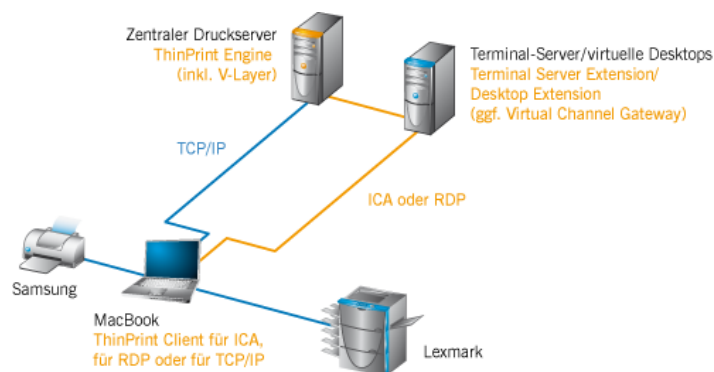 Zentraler Druckserver
ThinPrint Engine
(inkl. V-Layer)
Terminal-Server/virtuelle Desktops
Terminal Server Extension/
Desktop Extension
(ggf. Virtual Channel Gateway)
TCP/IP
ICA oder RDP
Samsung
MacBook
ThinPrint Client für ICA,
für RDP oder für TCP/IP
Lexmark